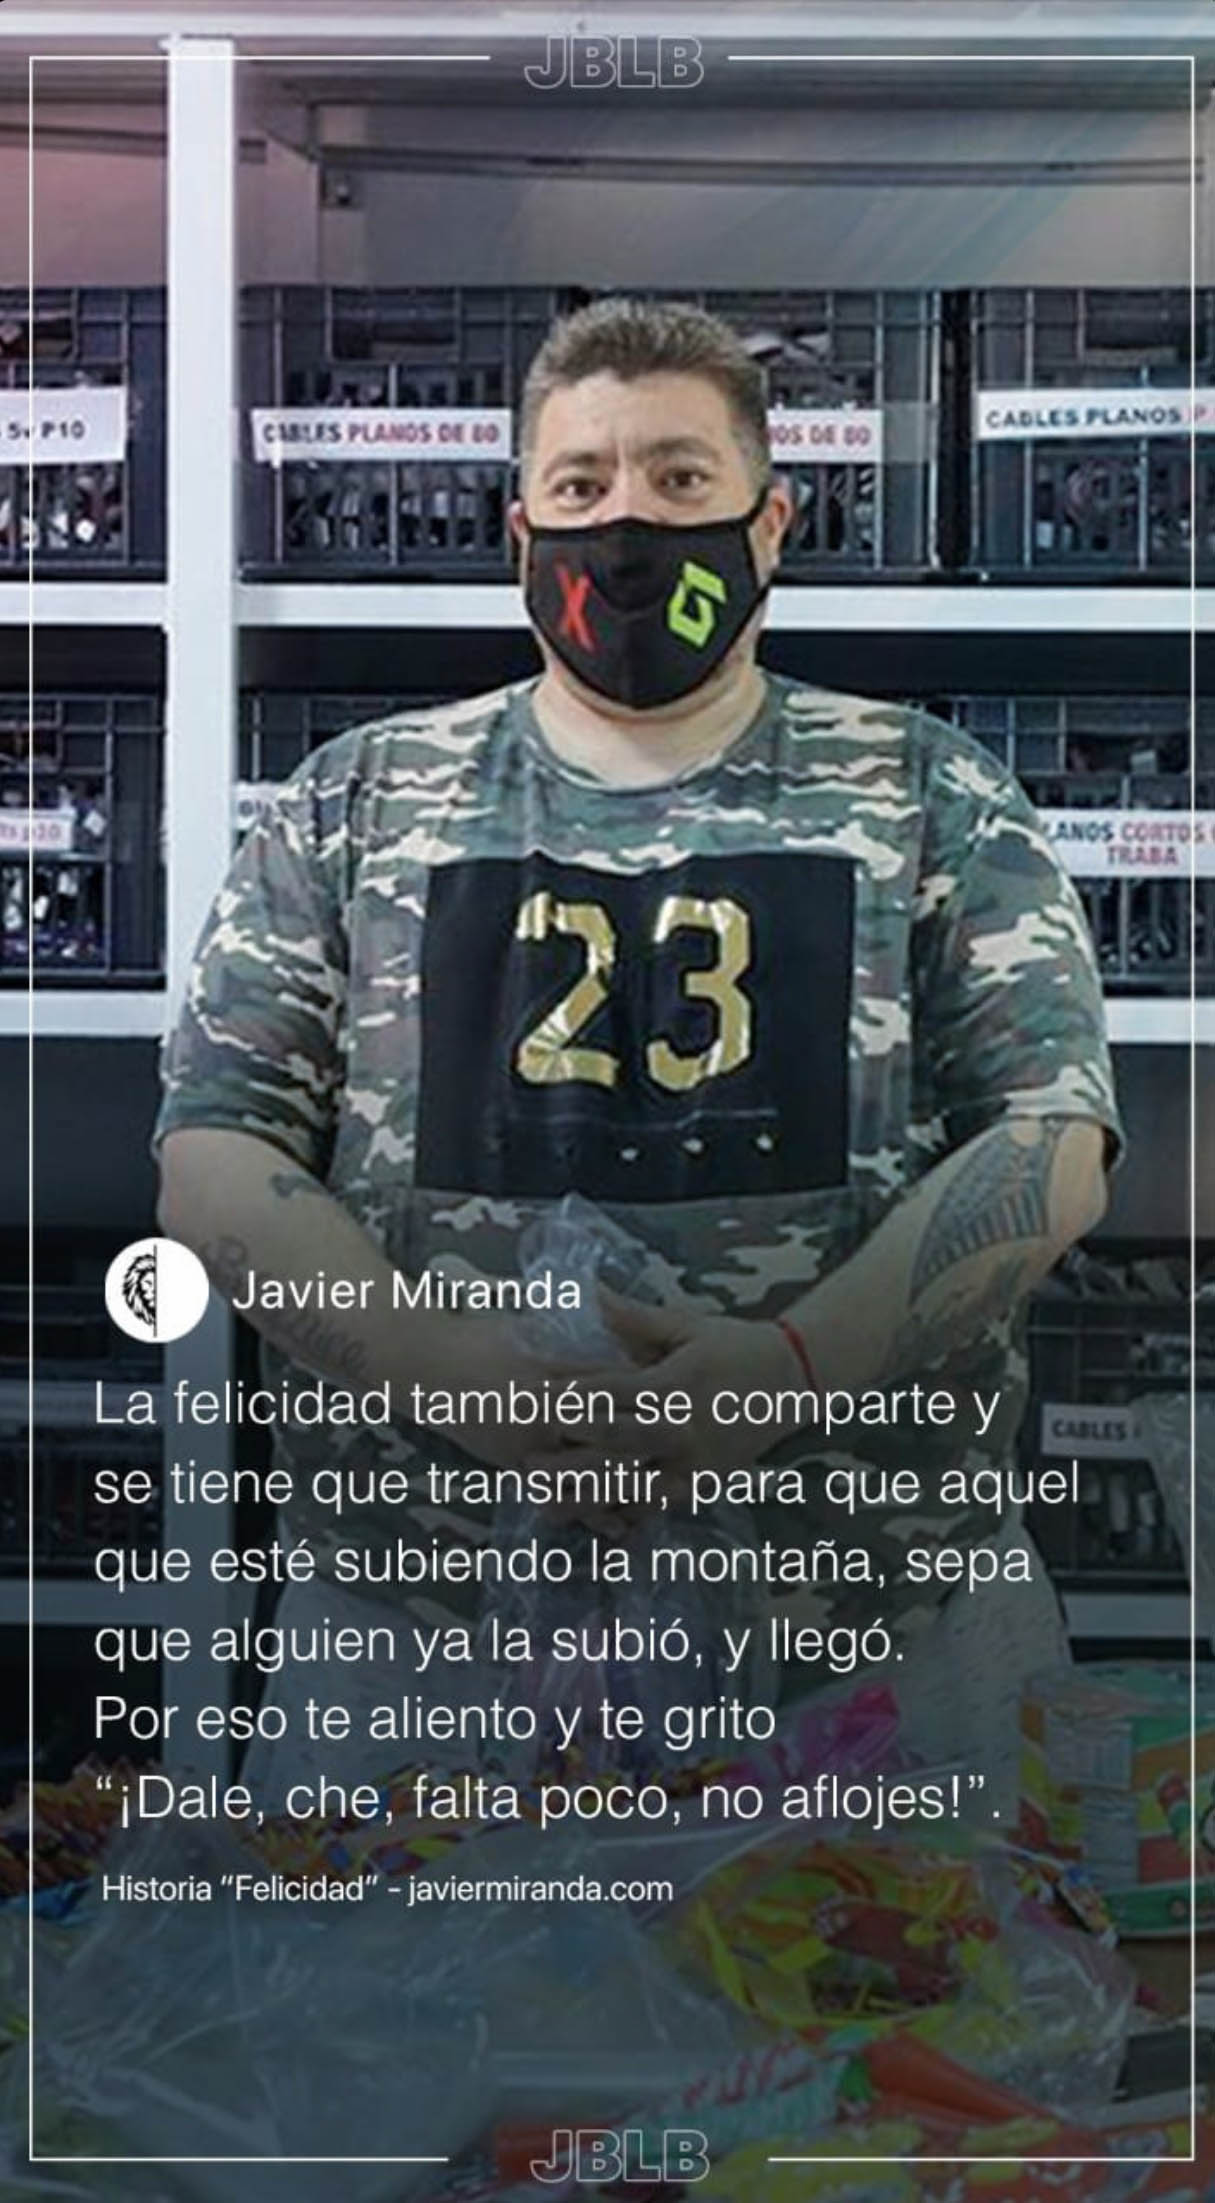 JBLB
5v P10
CABLES PLANOS DE 80
OS DE 80
CABLES PLANOS P
X G
ANOS CORTOS
TRABA
23
Javier Miranda
La felicidad también se comparte y
se tiene que transmitir, para que aquel
que esté subiendo la montaña, sepa
que alguien ya la subió, y llegó.
Por eso te aliento y te grito
“¡Dale, che, falta poco, no aflojes!”.
CABLES
Historia “Felicidad” - javiermiranda.com
JBLB